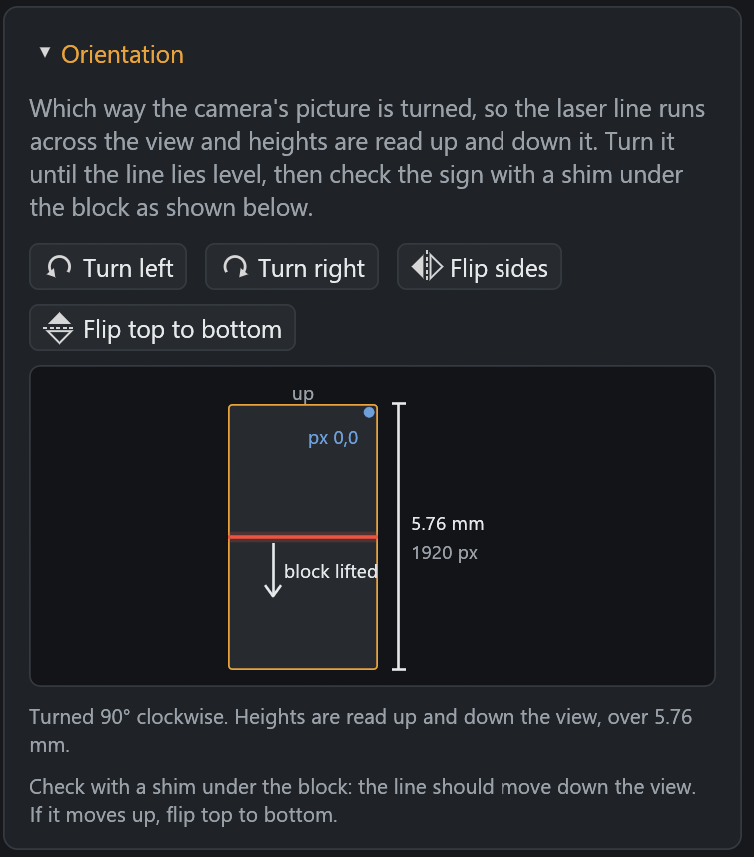 Orientation
Which way the camera's picture is turned, so the laser line runs
across the view and heights are read up and down it. Turn it
until the line lies level, then check the sign with a shim under
the block as shown below.
Turn left
Turn right
Flip sides
Flip top to bottom
up
px 0,0
5.76 mm
1920 px
block lifted
Turned 90° clockwise. Heights are read up and down the view, over 5.76
mm.
Check with a shim under the block: the line should move down the view.
If it moves up, flip top to bottom.